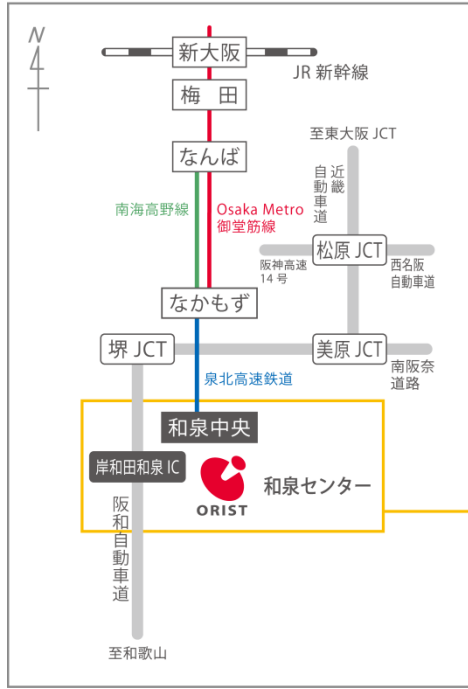 N
新大阪
JR 新幹線
梅　田
至東大阪 JCT
なんば
近畿
自動車道
南海高野線
Osaka Metro
御堂筋線
松原 JCT
阪神高速
14 号
西名阪
自動車道
なかもず
堺 JCT
美原 JCT
南阪奈
道路
泉北高速鉄道
和泉中央
岸和田和泉 IC
和泉センター
ORIST
阪和自動車道
至和歌山